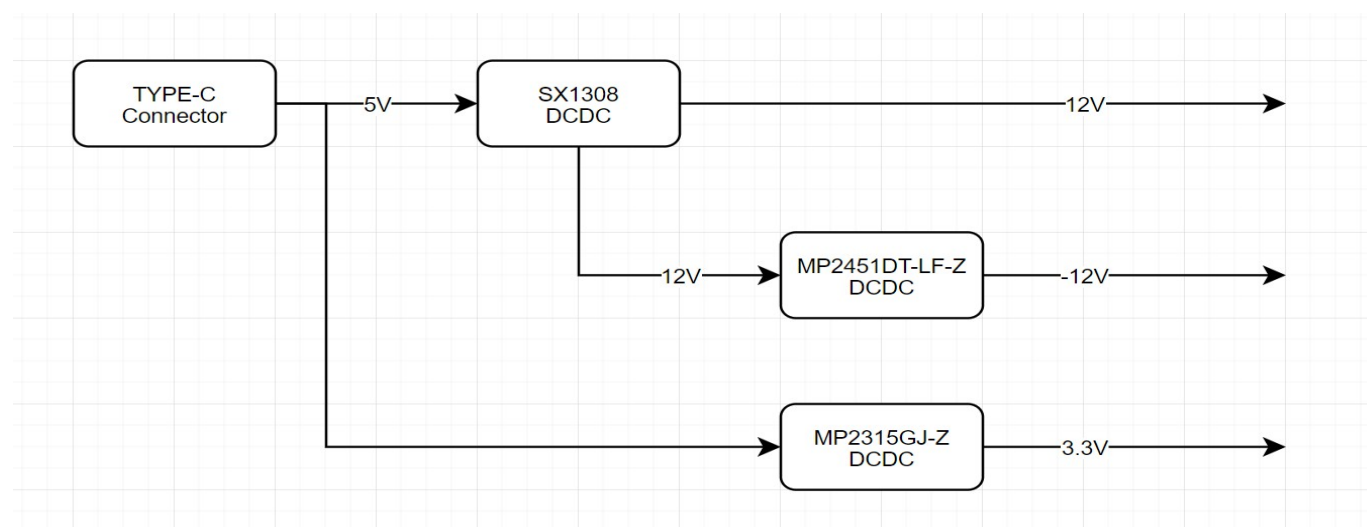 TYPE-C
Connector
5V
SX1308
DCDC
12V
12V
MP2451DT-LF-Z
DCDC
-12V
MP2315GJ-Z
DCDC
3.3V